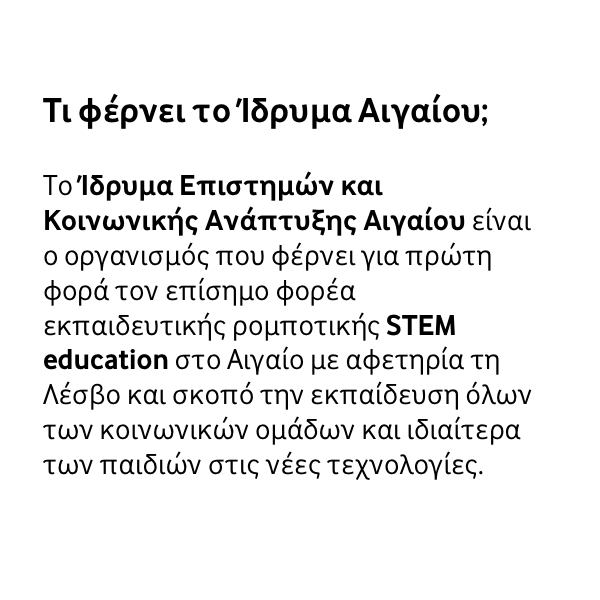 Τι φέρνει το Ίδρυμα Αιγαίου;
Το Ίδρυμα Επιστημών και
Κοινωνικής Ανάπτυξης Αιγαίου είναι
ο οργανισμός που φέρνει για πρώτη
φορά τον επίσημο φορέα
εκπαιδευτικής ρομποτικής STEM
education στο Αιγαίο με αφετηρία τη
Λέσβο και σκοπό την εκπαίδευση όλων
των κοινωνικών ομάδων και ιδιαίτερα
των παιδιών στις νέες τεχνολογίες.